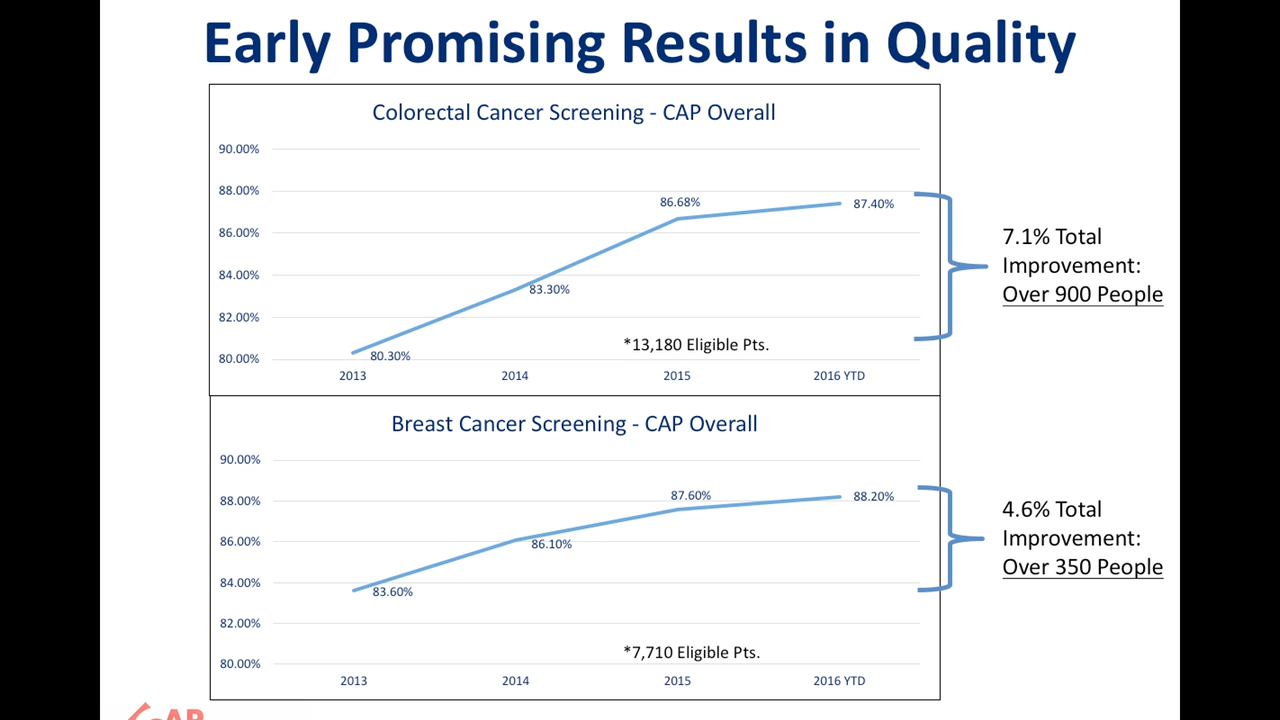 Early Promising Results in Quality
Colorectal Cancer Screening - CAP Overall
90.00%
88.00%
86.00%
84.00%
82.00%
80.00%
80.30%
83.30%
86.68%
87.40%
*13,180 Eligible Pts.
2013
2014
2015
2016 YTD
7.1% Total
Improvement:
Over 900 People
Breast Cancer Screening - CAP Overall
90.00%
88.00%
86.00%
84.00%
82.00%
80.00%
83.60%
86.10%
87.60%
88.20%
*7,710 Eligible Pts.
2013
2014
2015
2016 YTD
4.6% Total
Improvement:
Over 350 People